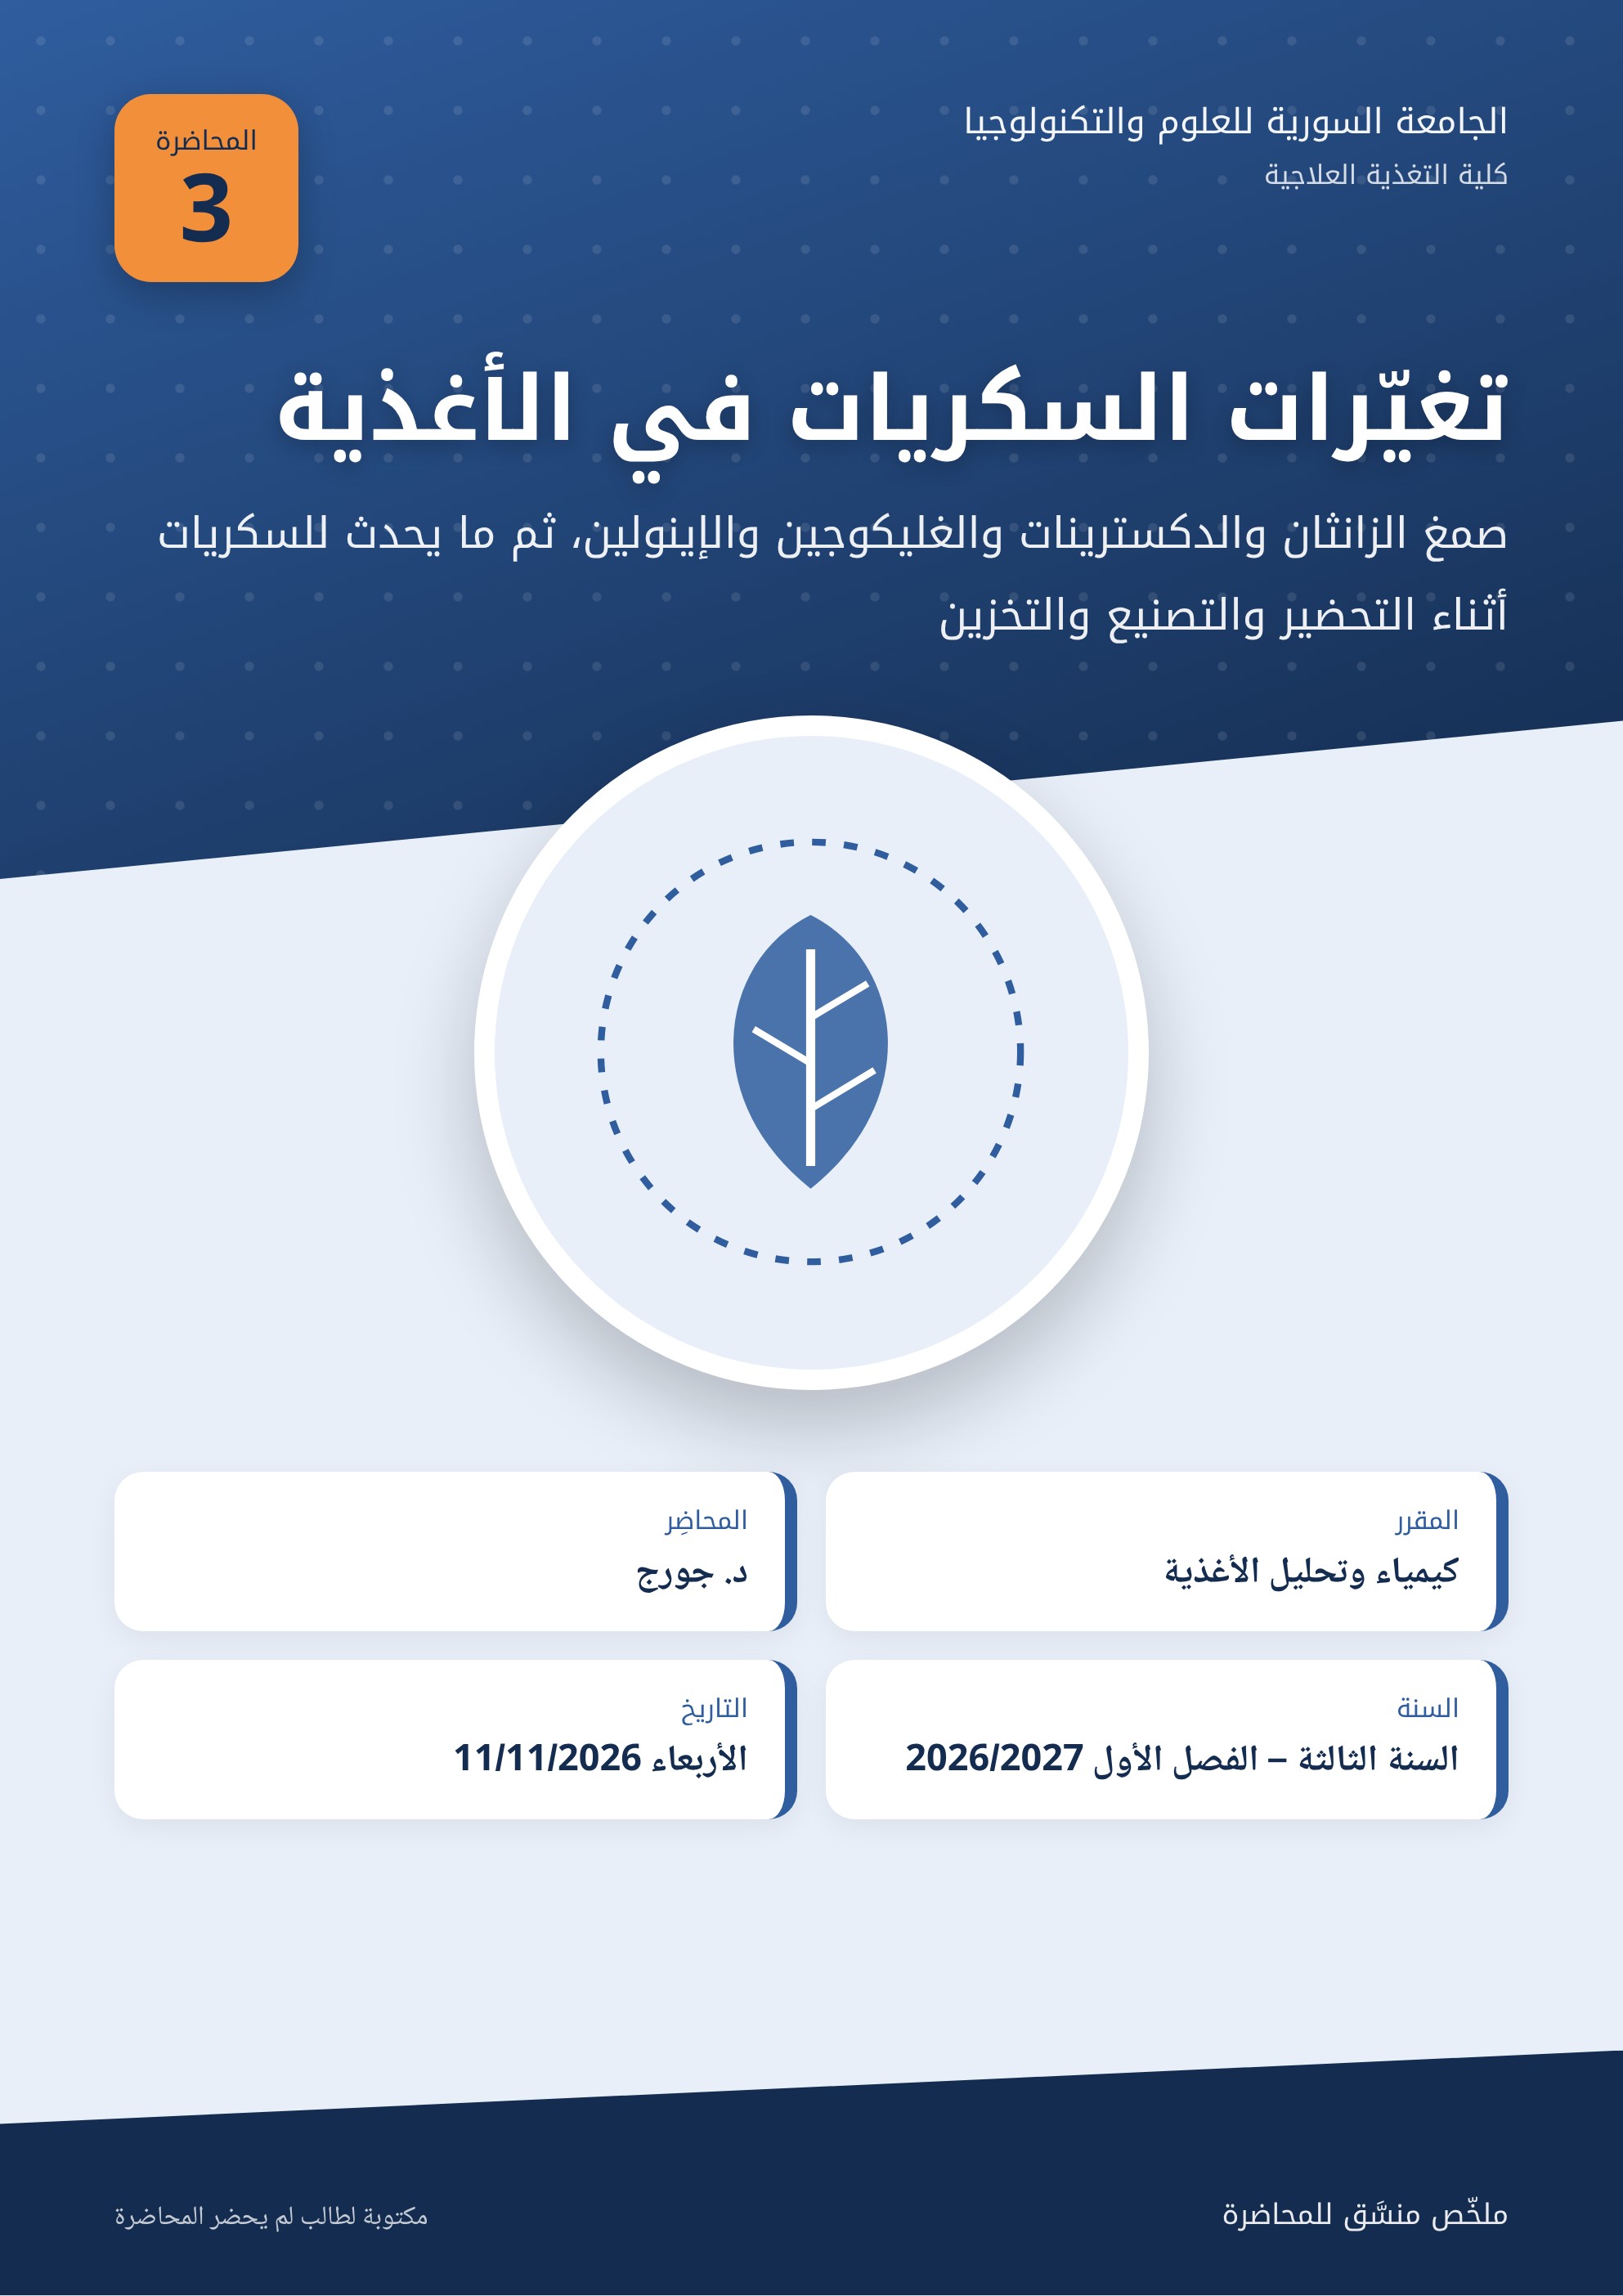 الجامعة السورية للعلوم والتكنولوجيا
كلية التغذية العلاجية
المحاضرة
3
تغيّرات السكريات في الأغذية
صمغ الزانثان والدكسترينات والغليكوجين والإينولين، ثم ما يحدث للسكريات
أثناء التحضير والتصنيع والتخزين
المقرر
كيمياء وتحليل الأغذية
المحاضِر
د. جورج
السنة
السنة الثالثة – الفصل الأول 2026/2027
التاريخ
الأربعاء 11/11/2026
ملخّص منسَّق للمحاضرة
مكتوبة لطالب لم يحضر المحاضرة